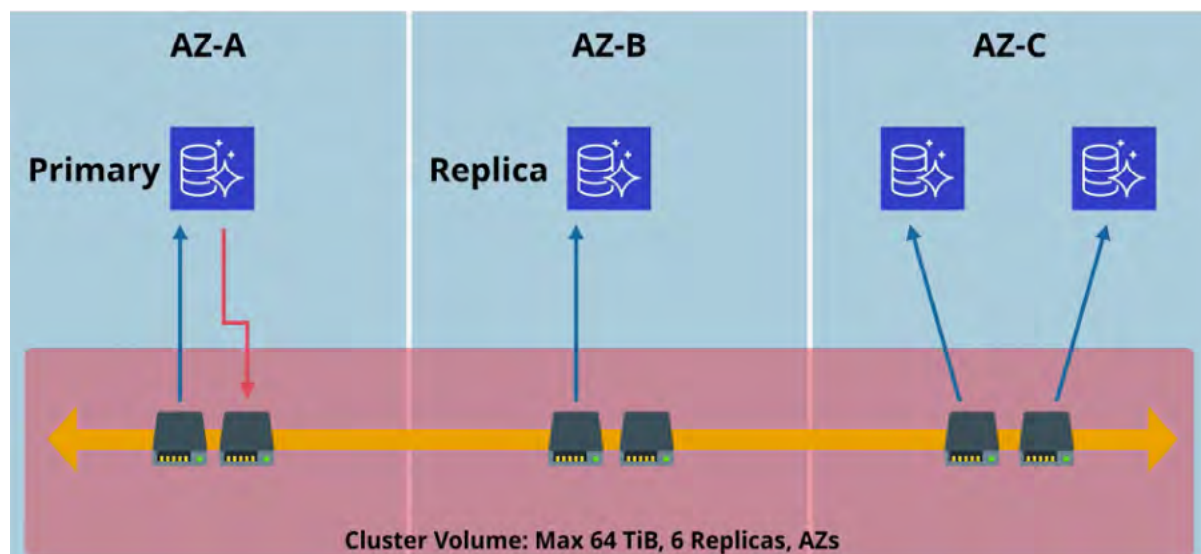 AZ-A
AZ-B
AZ-C
Primary
Replica
Cluster Volume: Max 64 TiB, 6 Replicas, AZs